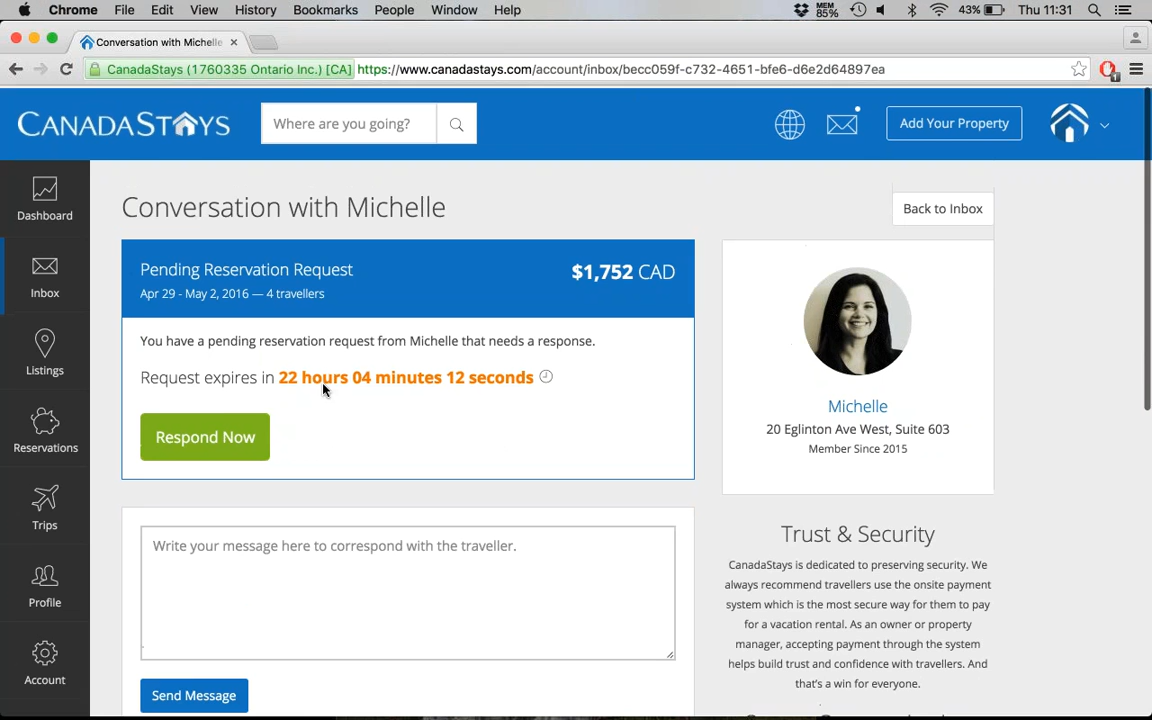 Chrome File Edit View History Bookmarks People Window Help MEM 85% 43% Thu 11:31
Conversation with Michelle
CanadaStays (1760335 Ontario Inc.) [CA] https://www.canadastays.com/account/inbox/becc059f-c732-4651-bfe6-d6e2d64897ea
CANADASTAYS Where are you going? Add Your Property
Dashboard
Inbox
Listings
Reservations
Trips
Profile
Account
Conversation with Michelle
Back to Inbox
Pending Reservation Request
$1,752 CAD
Apr 29 - May 2, 2016 — 4 travellers
You have a pending reservation request from Michelle that needs a response.
Request expires in 22 hours 04 minutes 12 seconds
Respond Now
Write your message here to correspond with the traveller.
Send Message
Michelle
20 Eglinton Ave West, Suite 603
Member Since 2015
Trust & Security
CanadaStays is dedicated to preserving security. We
always recommend travellers use the onsite payment
system which is the most secure way for them to pay
for a vacation rental. As an owner or property
manager, accepting payment through the system
helps build trust and confidence with travellers. And
that's a win for everyone.